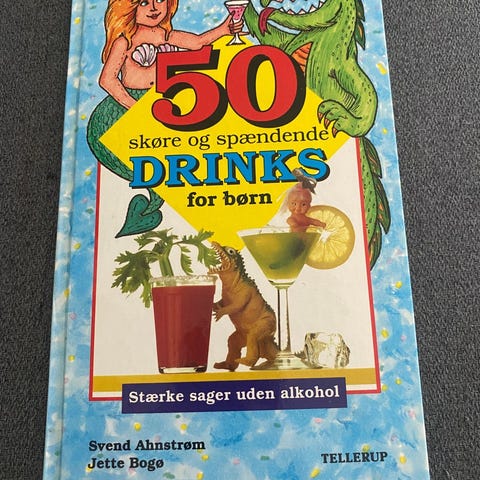 50
skøre og spændende
DRINKS
for børn
Stærke sager uden alkohol
Svend Ahnstrøm
Jette Bogø
TELLERUP